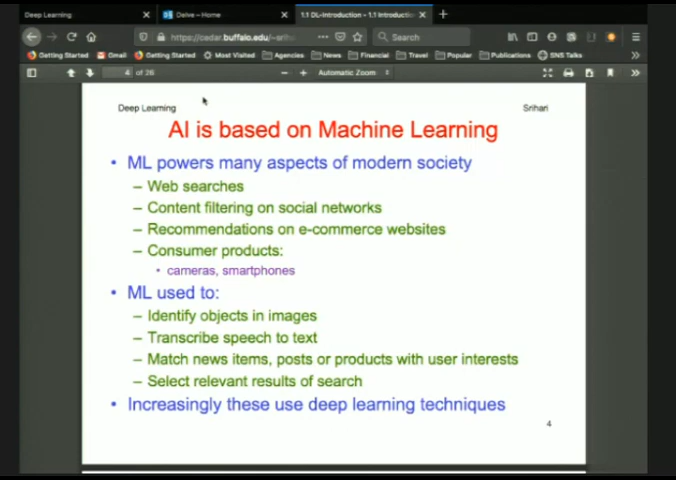 Deep Learning
Delve – Home
1.1 DL-Introduction – 1.1 Introductio
https://cedar.buffalo.edu/~sriha
Search
Getting Started
Gmail
Getting Started
Most Visited
Agencies
News
Financial
Travel
Popular
Publications
SNS Talks
4 of 26
Automatic Zoom
Deep Learning
Srihari
AI is based on Machine Learning
• ML powers many aspects of modern society
– Web searches
– Content filtering on social networks
– Recommendations on e-commerce websites
– Consumer products:
• cameras, smartphones
• ML used to:
– Identify objects in images
– Transcribe speech to text
– Match news items, posts or products with user interests
– Select relevant results of search
• Increasingly these use deep learning techniques
4